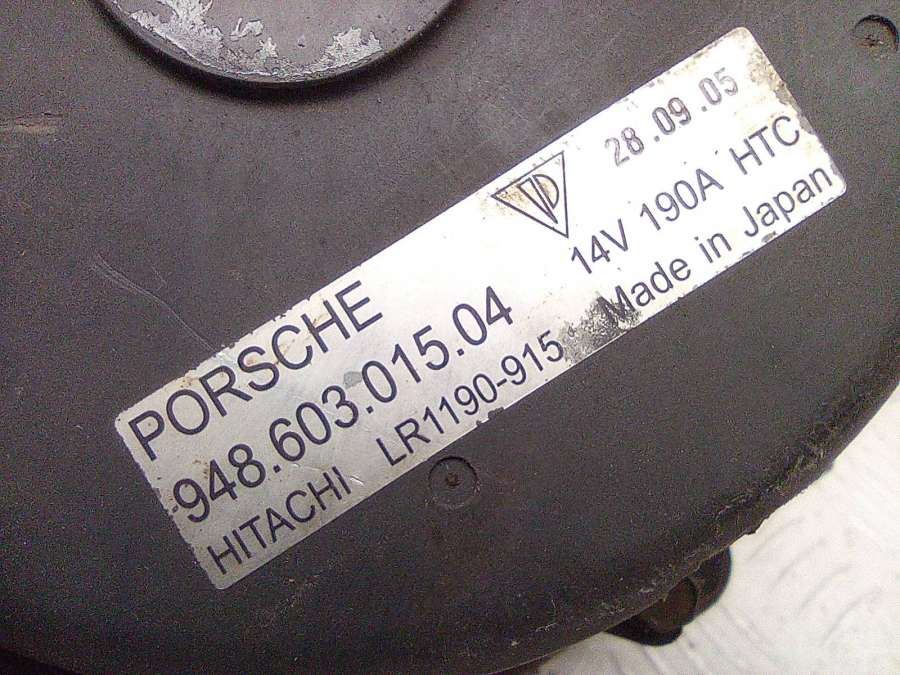 PORSCHE
948.603.015.04
HITACHI LR1190-915
28.09.05
14V 190A HTC
Made in Japan